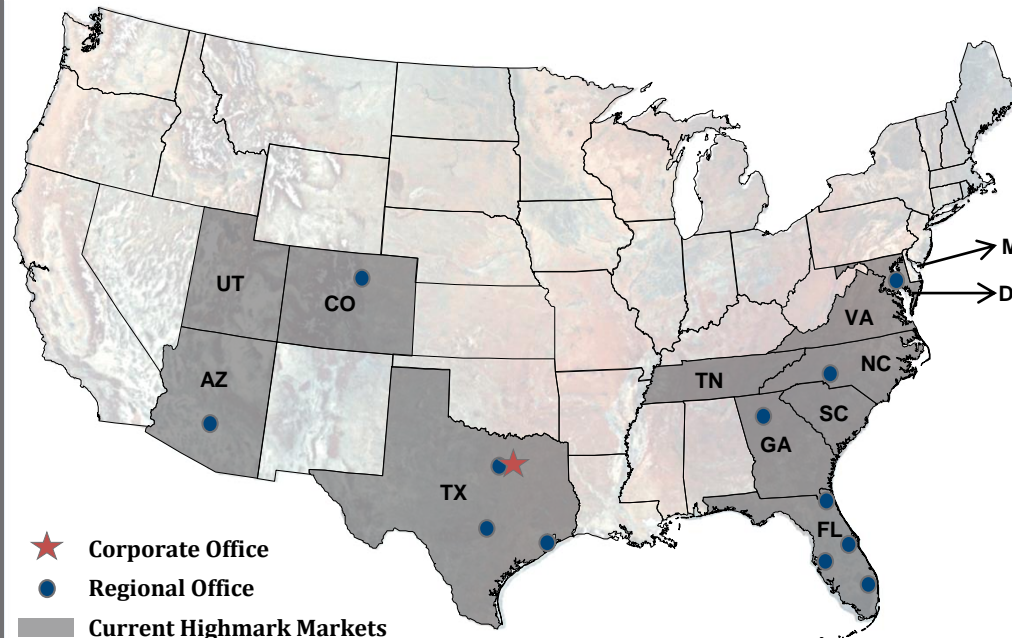 M
D
UT
CO
VA
AZ
TN
NC
SC
GA
TX
FL
Corporate Office
Regional Office
Current Highmark Markets